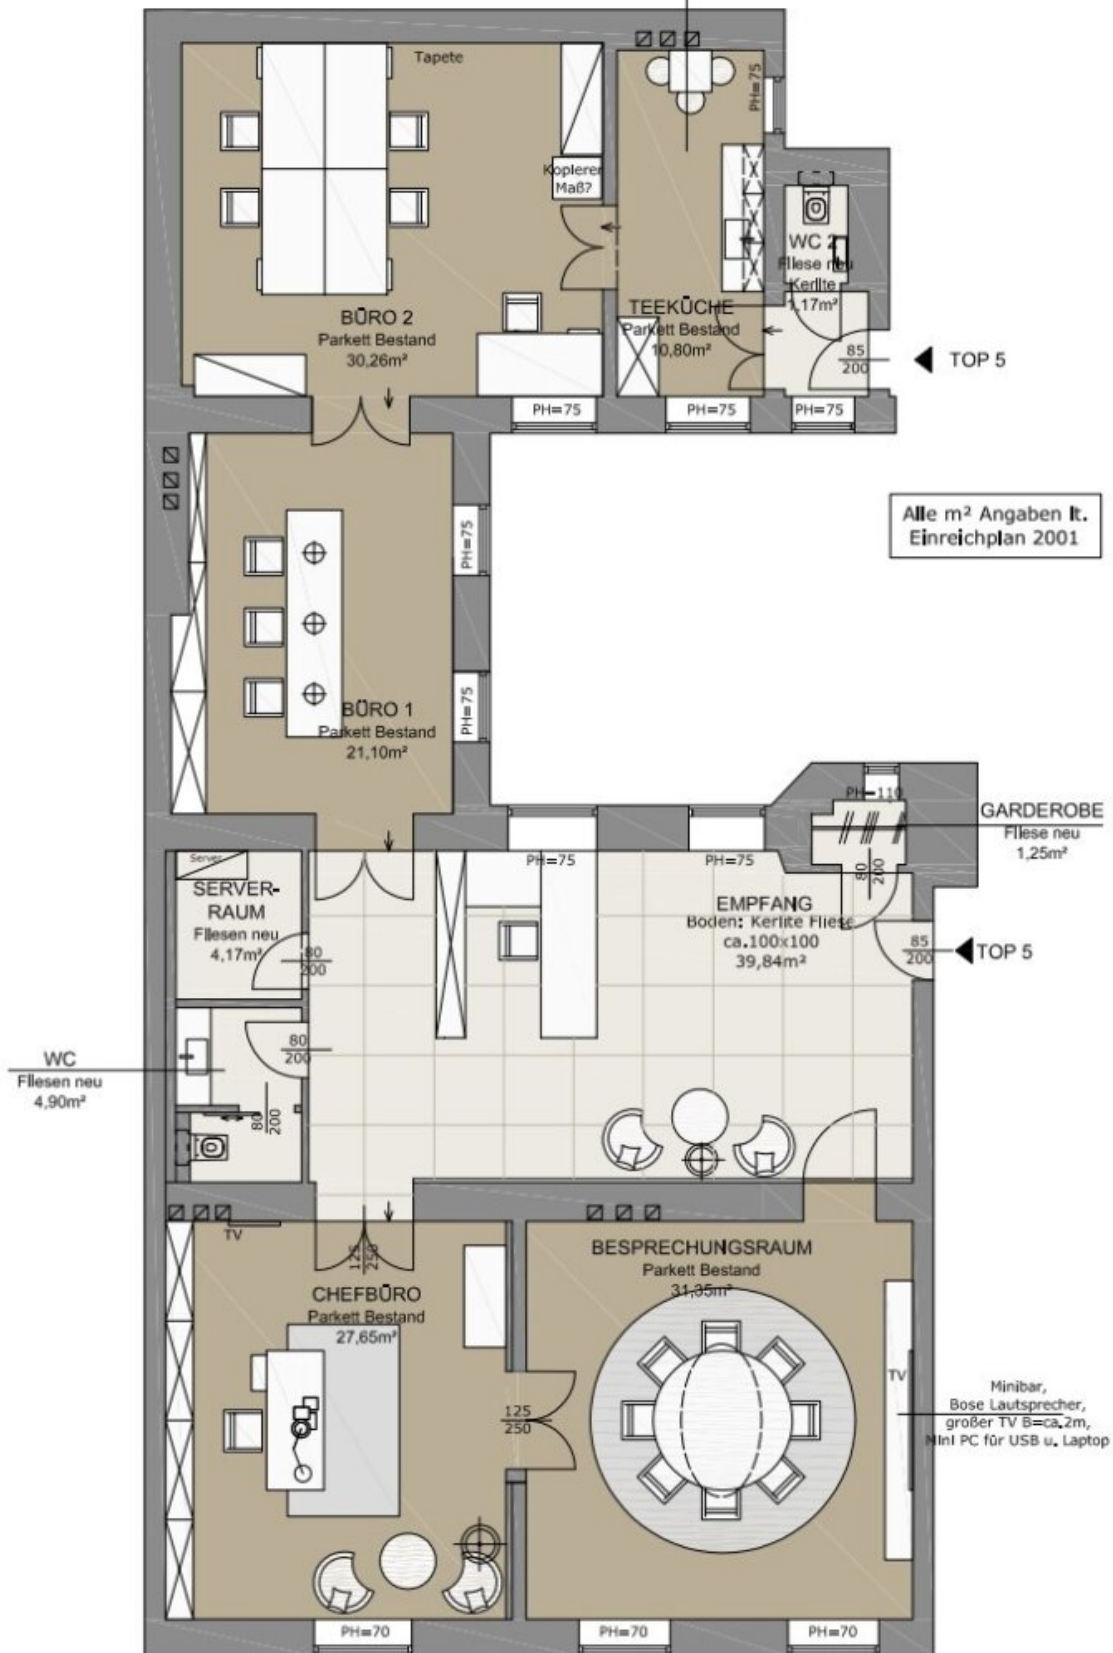 Tapete
PH=75
Kopierer
Maß?
WC 2
Fliese neu
Kerlite
1,17m²
BÜRO 2
Parkett Bestand
30,26m²
TEEKÜCHE
Parkett Bestand
10,80m²
85
200
TOP 5
PH=75
PH=75
PH=75
Alle m² Angaben lt.
Einreichplan 2001
PH=75
PH=75
BÜRO 1
Parkett Bestand
21,10m²
PH=110
GARDEROBE
Fliese neu
1,25m²
PH=75
PH=75
80
200
Server
SERVER-
RAUM
Fliesen neu
4,17m²
80
200
EMPFANG
Boden: Kerlite Fliese
ca.100x100
39,84m²
85
200
TOP 5
80
200
WC
Fliesen neu
4,90m²
80
200
TV
125
250
CHEFBÜRO
Parkett Bestand
27,65m²
BESPRECHUNGSRAUM
Parkett Bestand
31,35m²
125
250
TV
Minibar,
Bose Lautsprecher,
großer TV B=ca.2m,
Mini PC für USB u. Laptop
PH=70
PH=70
PH=70